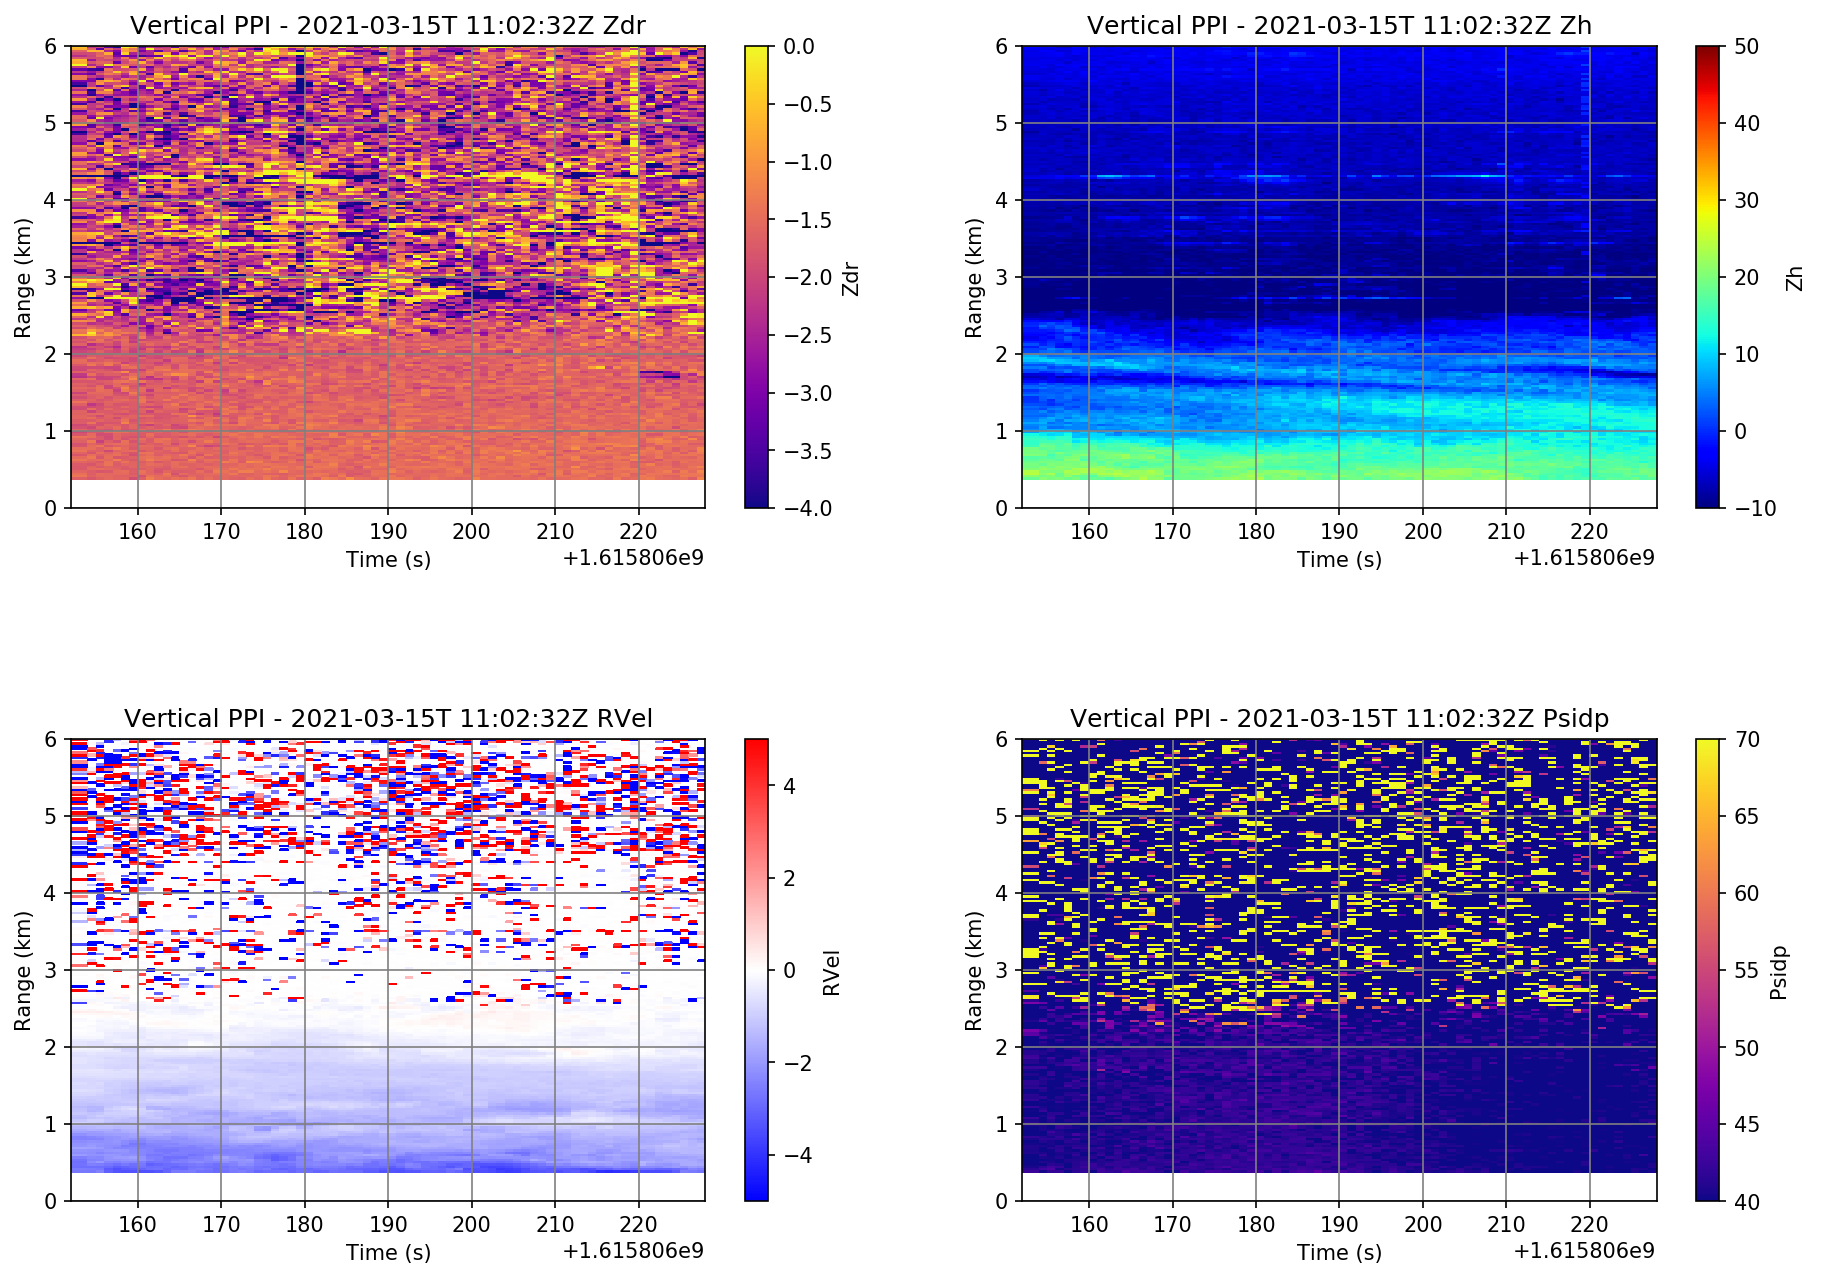 Vertical PPI - 2021-03-15T 11:02:32Z Zdr
6
5
4
3
2
1
0
Range (km)
160 170 180 190 200 210 220
Time (s)
+1.615806e9
0.0
−0.5
−1.0
−1.5
−2.0
−2.5
−3.0
−3.5
−4.0
Zdr
Vertical PPI - 2021-03-15T 11:02:32Z Zh
6
5
4
3
2
1
0
Range (km)
160 170 180 190 200 210 220
Time (s)
+1.615806e9
50
40
30
20
10
0
−10
Zh
Vertical PPI - 2021-03-15T 11:02:32Z RVel
6
5
4
3
2
1
0
Range (km)
160 170 180 190 200 210 220
Time (s)
+1.615806e9
4
2
0
−2
−4
RVel
Vertical PPI - 2021-03-15T 11:02:32Z Psidp
6
5
4
3
2
1
0
Range (km)
160 170 180 190 200 210 220
Time (s)
+1.615806e9
70
65
60
55
50
45
40
Psidp